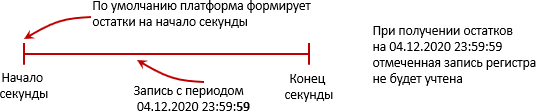 По умолчанию платформа формирует
остатки на начало секунды
При получении остатков
на 04.12.2020 23:59:59
отмеченная запись регистра
не будет учтена
Начало
секунды
Запись с периодом
04.12.2020 23:59:59
Конец
секунды